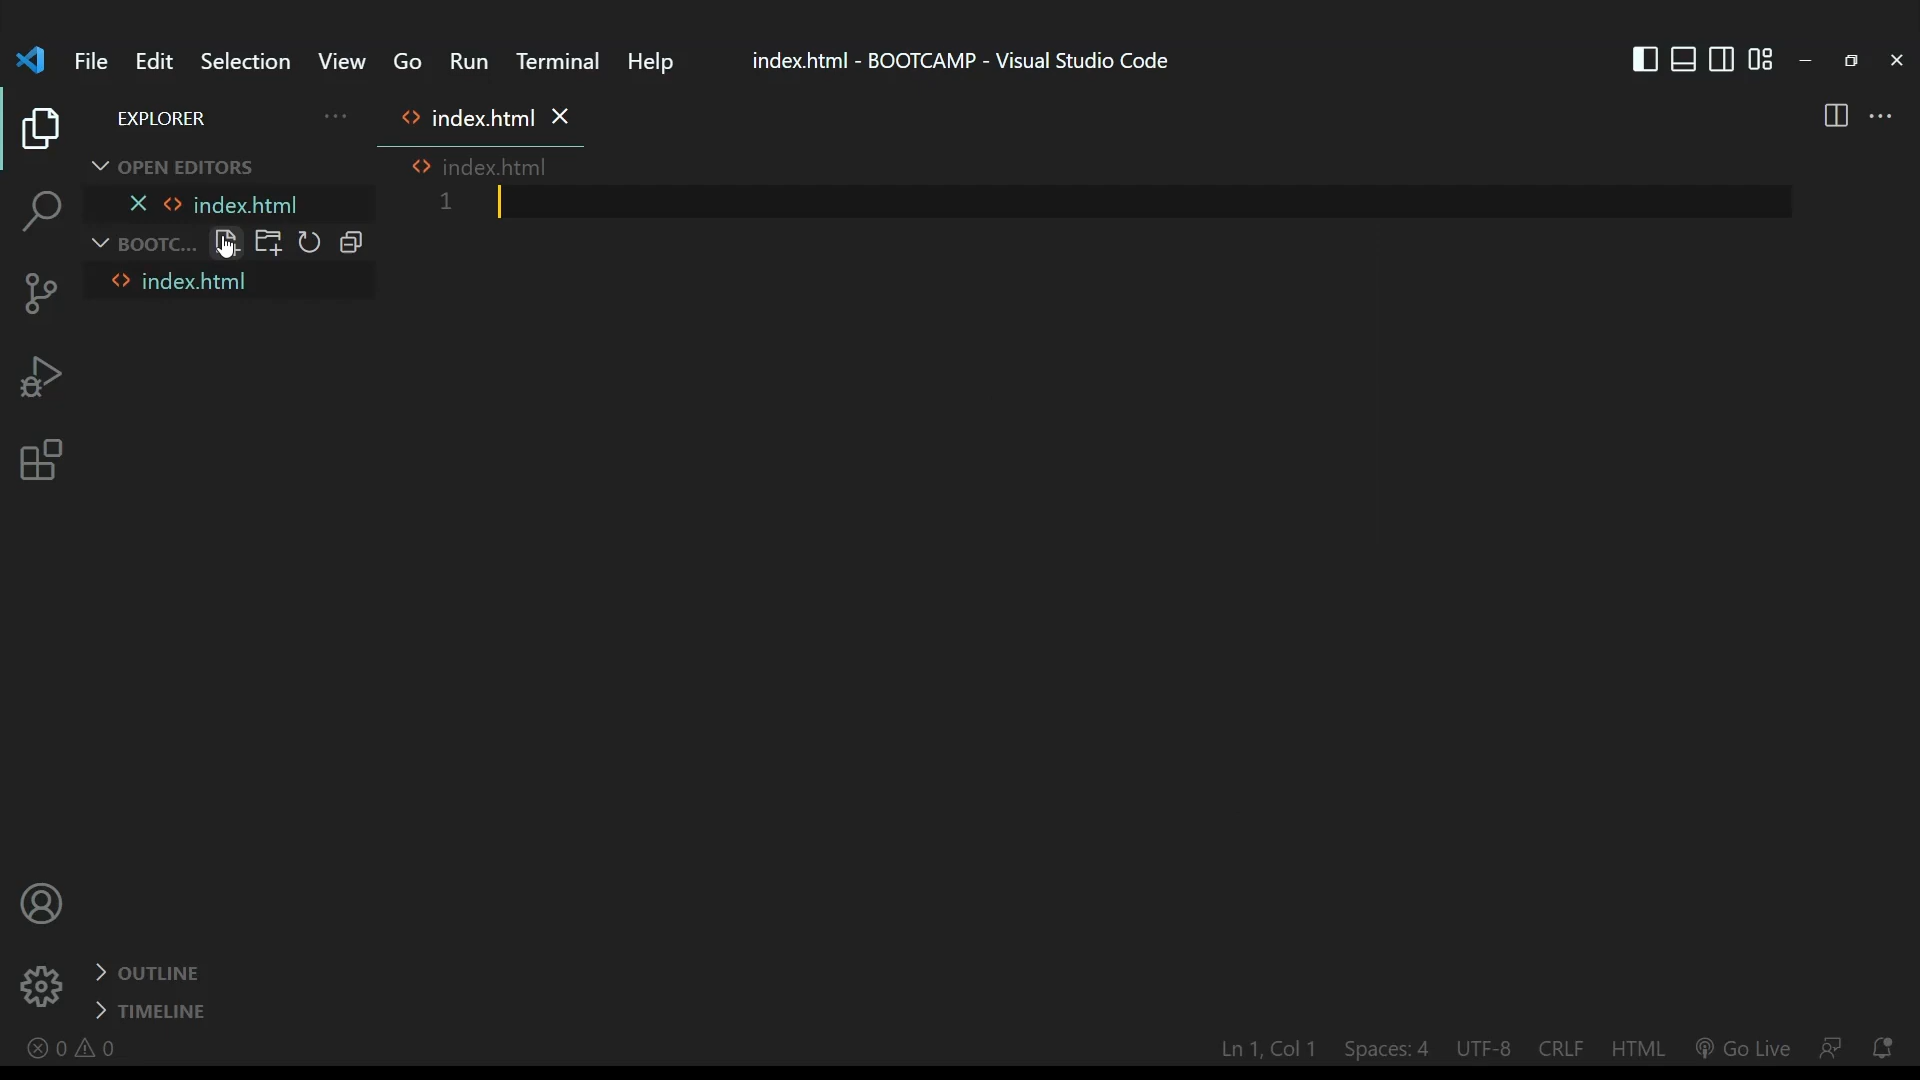 File Edit Selection View Go Run Terminal Help index.html - BOOTCAMP - Visual Studio Code
EXPLORER
index.html
OPEN EDITORS
index.html
index.html
1
BOOTC...
index.html
OUTLINE
TIMELINE
0 0 Ln 1, Col 1 Spaces: 4 UTF-8 CRLF HTML Go Live